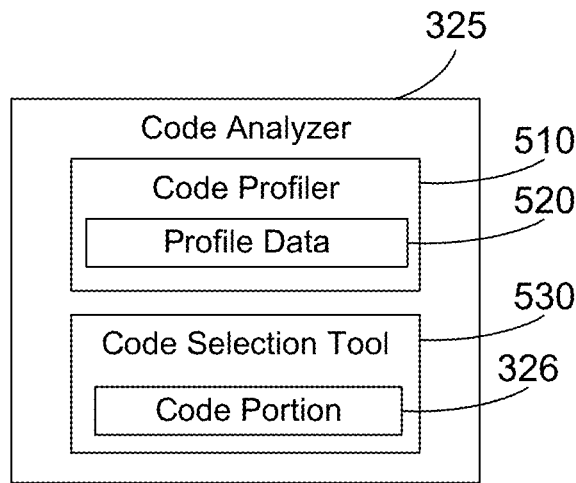 325
Code Analyzer
510
Code Profiler
520
Profile Data
530
Code Selection Tool
326
Code Portion